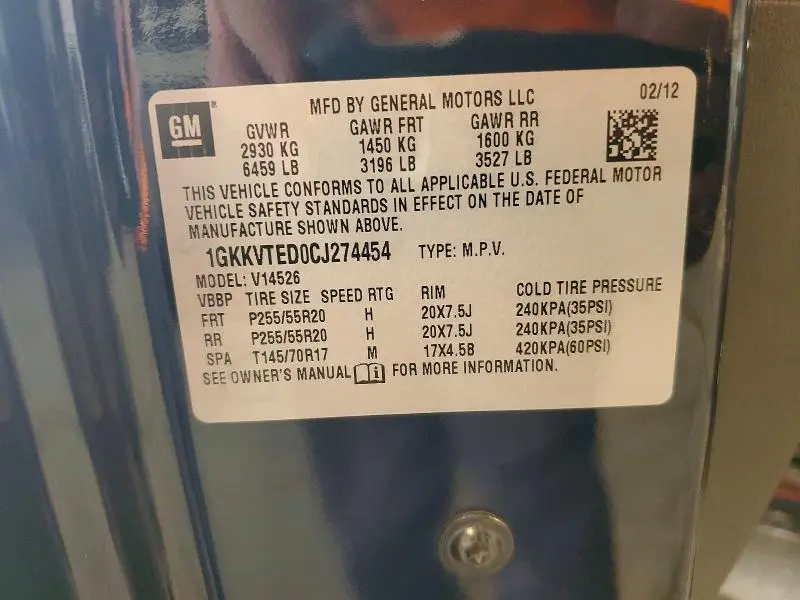 GM
MFD BY GENERAL MOTORS LLC 02/12
GVWR GAWR FRT GAWR RR
2930 KG 1450 KG 1600 KG
6459 LB 3196 LB 3527 LB
THIS VEHICLE CONFORMS TO ALL APPLICABLE U.S. FEDERAL MOTOR
VEHICLE SAFETY STANDARDS IN EFFECT ON THE DATE OF
MANUFACTURE SHOWN ABOVE.
1GKKVTED0CJ274454 TYPE: M.P.V.
MODEL: V14526
VBBP TIRE SIZE SPEED RTG RIM COLD TIRE PRESSURE
FRT P255/55R20 H 20X7.5J 240KPA(35PSI)
RR P255/55R20 H 20X7.5J 240KPA(35PSI)
SPA T145/70R17 M 17X4.5B 420KPA(60PSI)
SEE OWNER'S MANUAL FOR MORE INFORMATION.